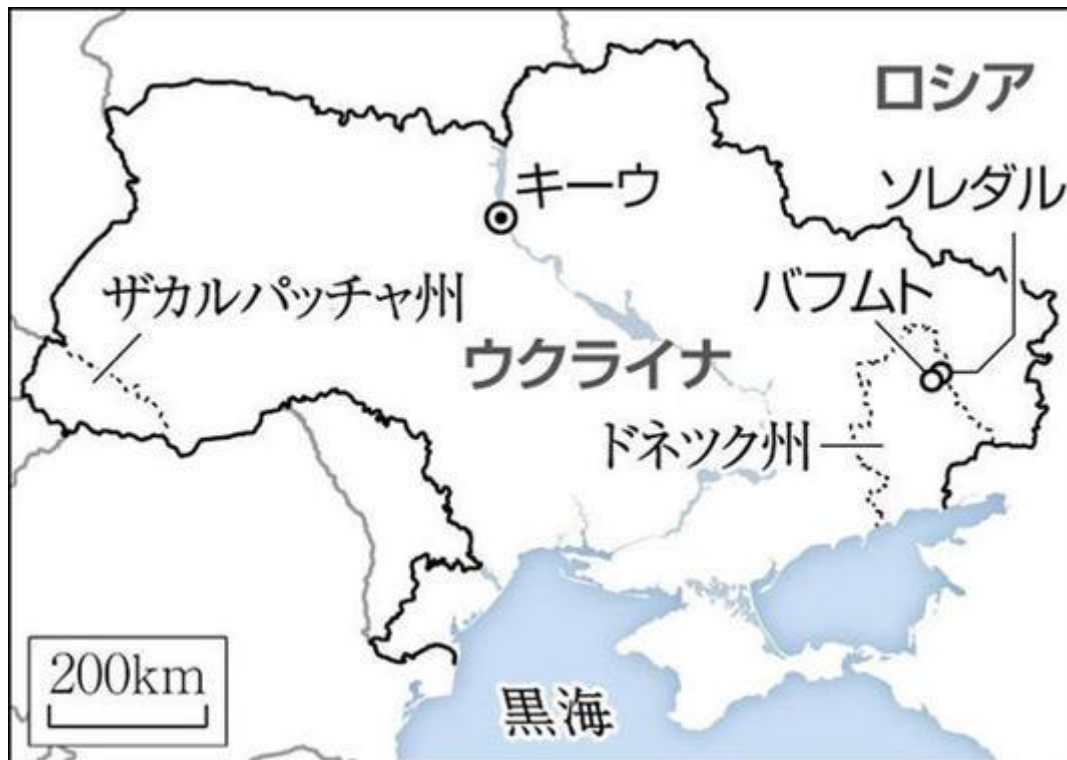 ロシア
キーウ
ソレダル
バフムト
ザカルパッチャ州
ウクライナ
ドネツク州
200km
黒海